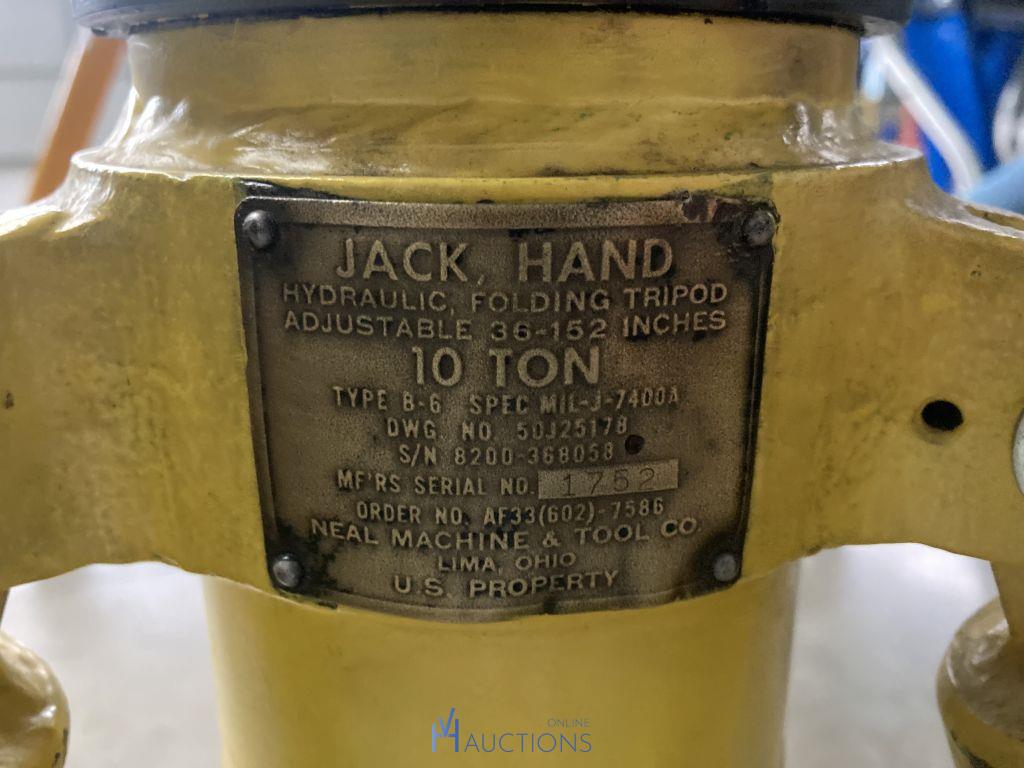 JACK, HAND
HYDRAULIC, FOLDING TRIPOD
ADJUSTABLE 36-152 INCHES
10 TON
TYPE B-6 SPEC MIL-J-7400A
DWG NO. 50J25178
S/N 8200-368058
MF'RS SERIAL NO. 1752
ORDER NO. AF33(602)-7586
NEAL MACHINE & TOOL CO.
LIMA, OHIO
U.S. PROPERTY
VH ONLINE
AUCTIONS